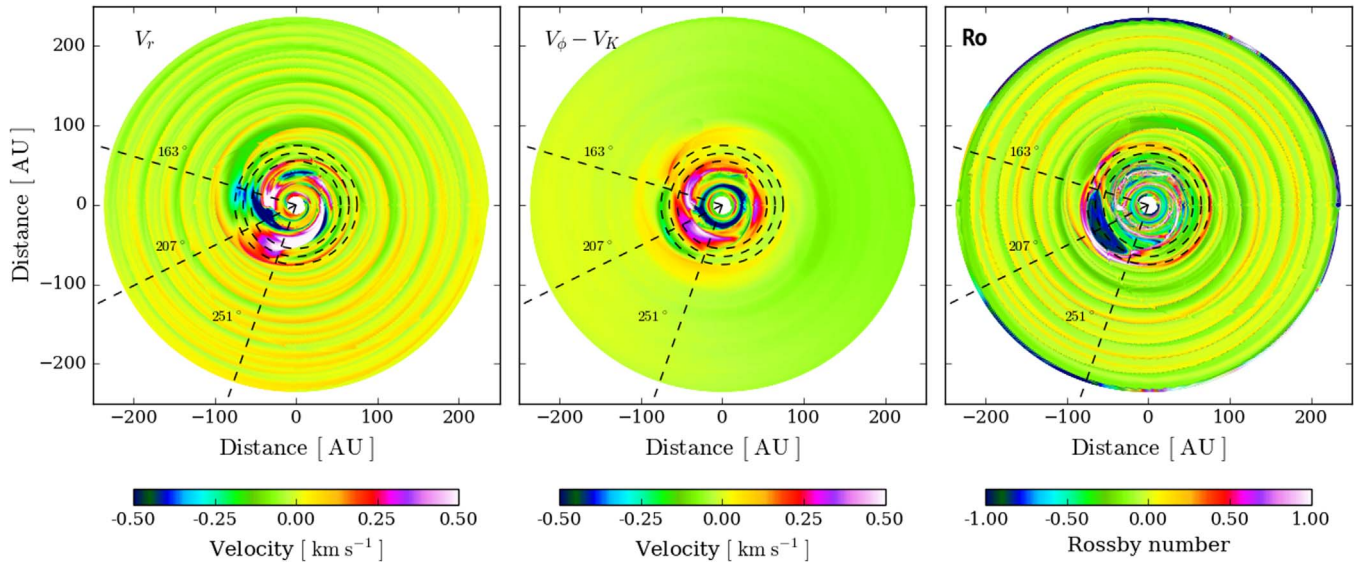 V_r
V_ϕ − V_K
Ro
163°
207°
251°
163°
207°
251°
163°
207°
251°
200
100
0
−100
−200
Distance [ AU ]
−200 −100 0 100 200
−200 −100 0 100 200
−200 −100 0 100 200
Distance [ AU ]
Distance [ AU ]
Distance [ AU ]
-0.50 -0.25 0.00 0.25 0.50
-0.50 -0.25 0.00 0.25 0.50
-1.00 -0.50 0.00 0.50 1.00
Velocity [ km s⁻¹ ]
Velocity [ km s⁻¹ ]
Rossby number